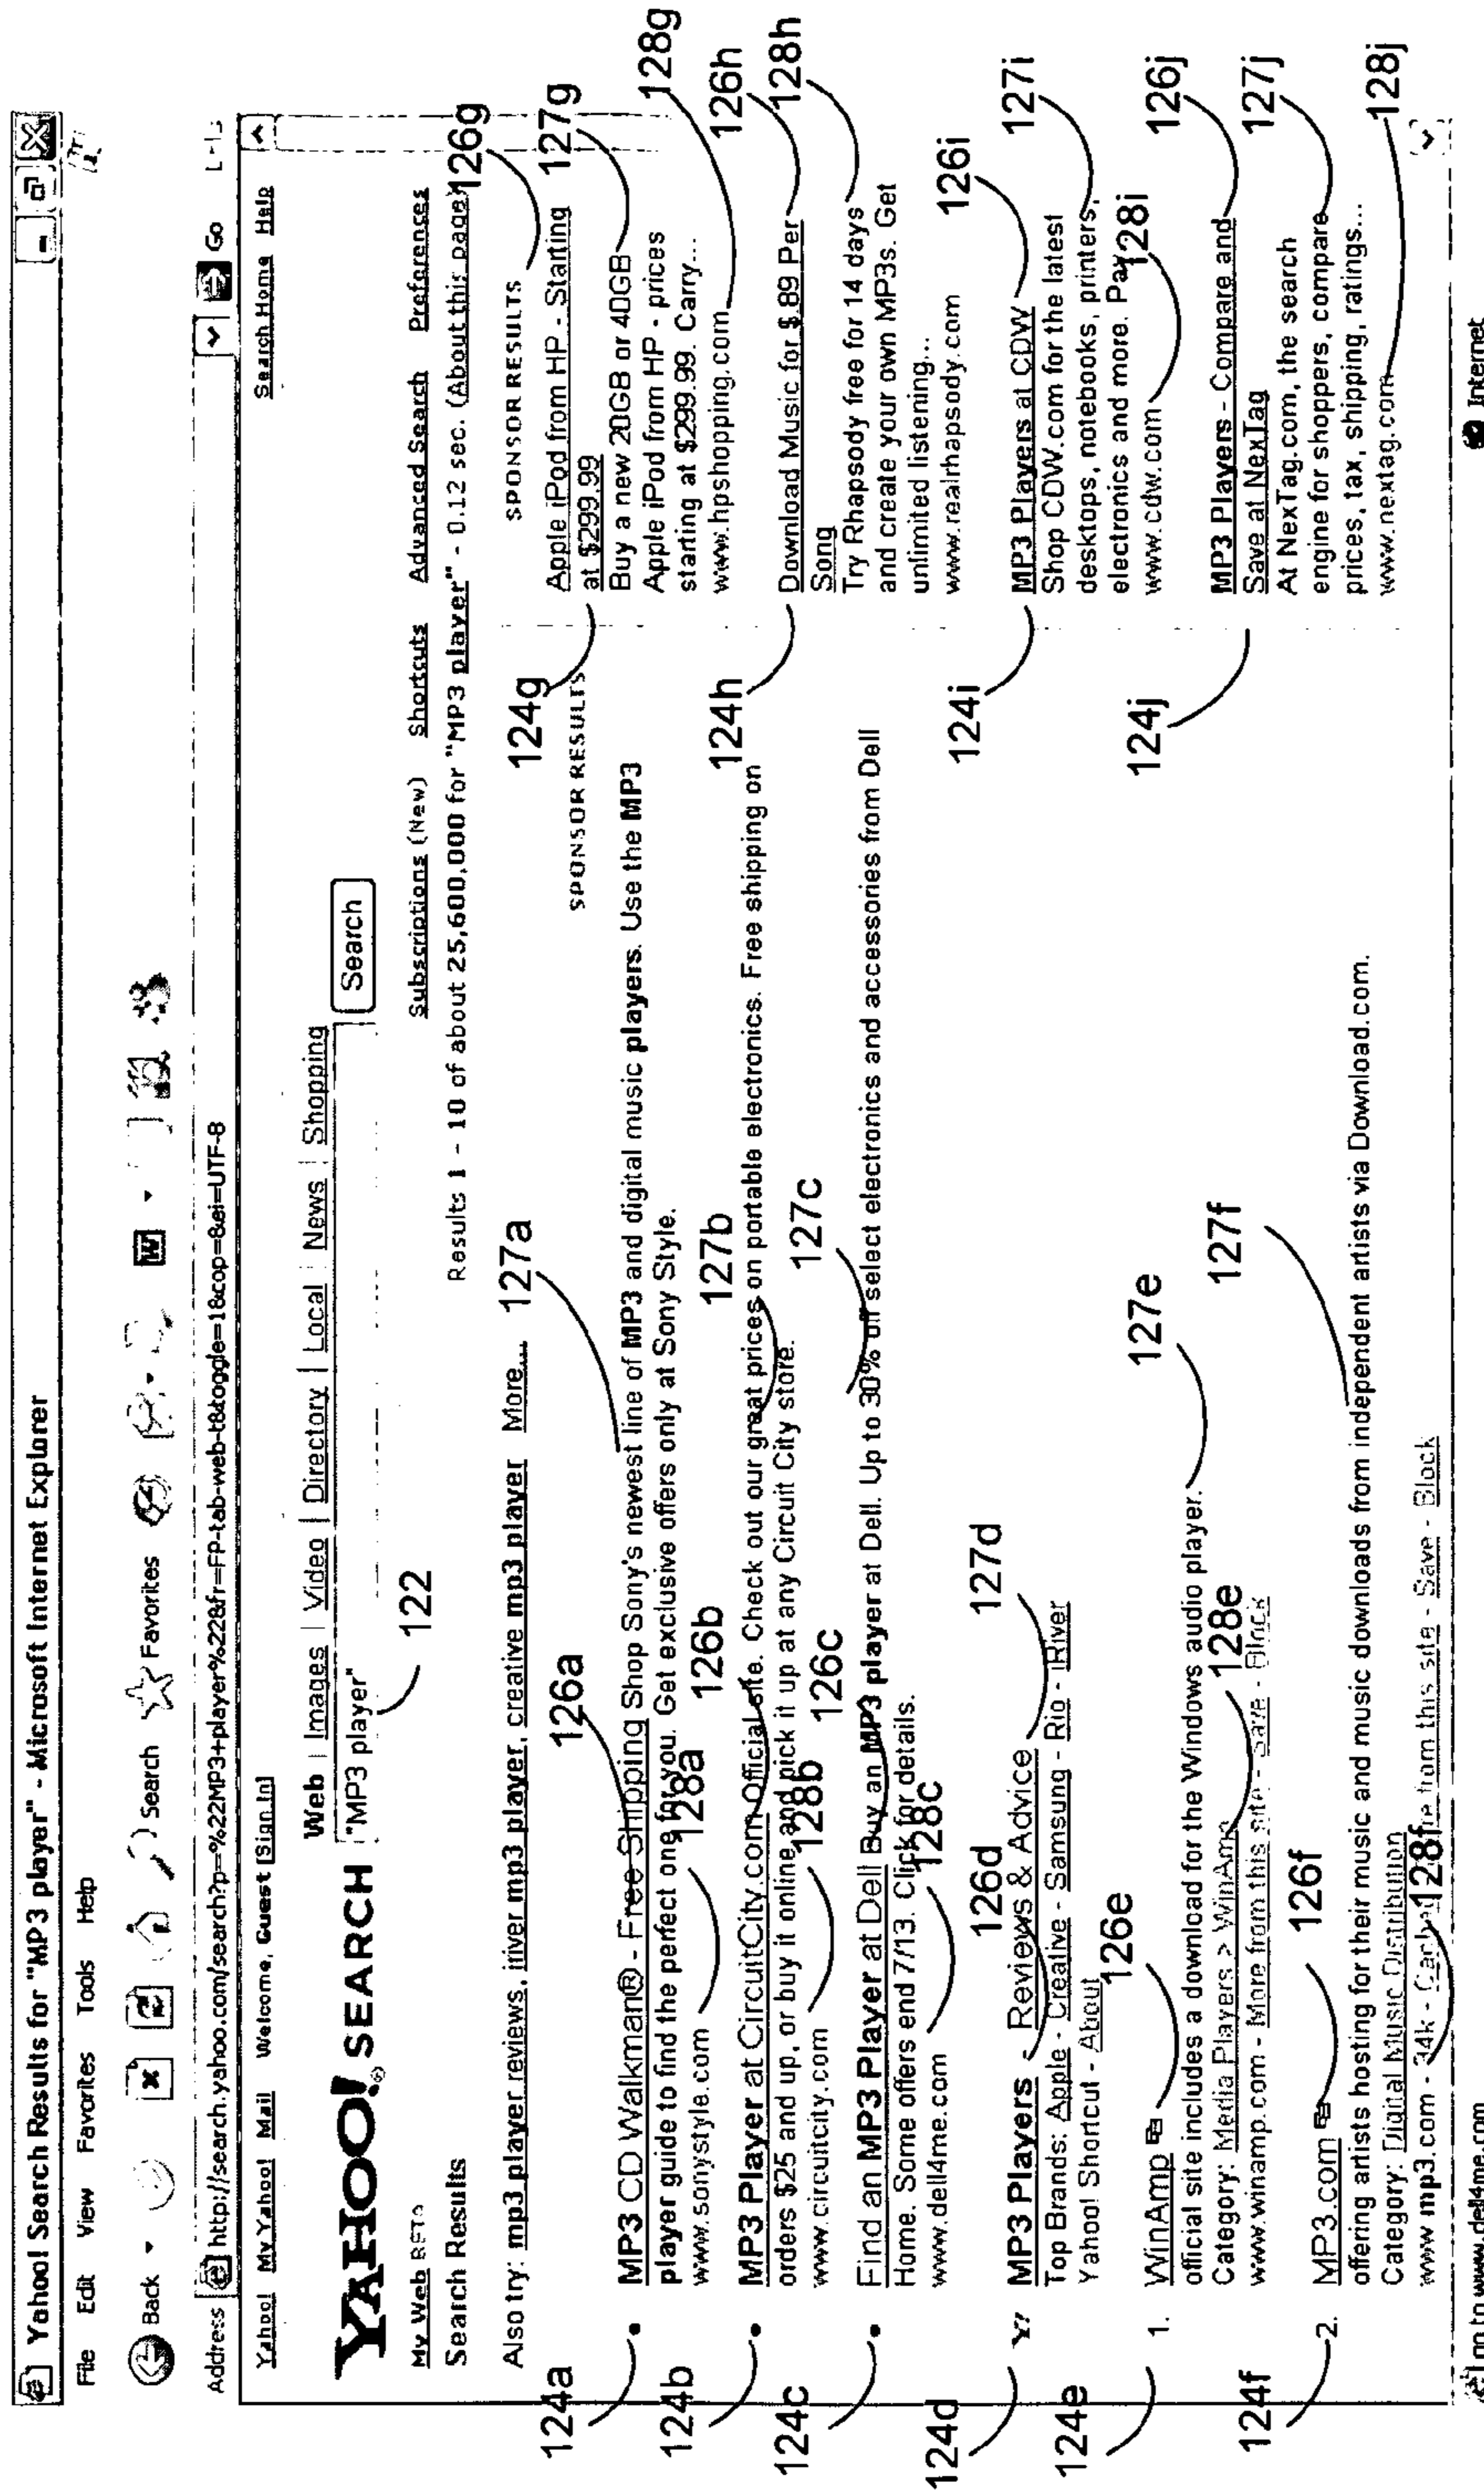 Yahoo! Search Results for "MP3 player" - Microsoft Internet Explorer
File Edit View Favorites Tools Help
Back Search Favorites
Address http://search.yahoo.com/search?p=%22MP3+player%22&fr=FP-tab-web-t&toggle=1&cop=&ei=UTF-8 Go
Yahoo! My Yahoo! Mail Welcome, Guest [Sign In] Search Home Help
Web | Images | Video | Directory | Local | News | Shopping
YAHOO! SEARCH "MP3 player" Search
122
My Web BETA Subscriptions (New) Shortcuts Advanced Search Preferences
Search Results Results 1 - 10 of about 25,600,000 for "MP3 player" - 0.12 sec. (About this page)
Also try: mp3 player reviews, iriver mp3 player, creative mp3 player More...
SPONSOR RESULTS
124a
126a
127a
MP3 CD Walkman® - Free Shipping Shop Sony's newest line of MP3 and digital music players. Use the MP3
player guide to find the perfect one for you. Get exclusive offers only at Sony Style.
www.sonystyle.com
128a
124b
126b
127b
MP3 Player at CircuitCity.com Official site. Check out our great prices on portable electronics. Free shipping on
orders $25 and up, or buy it online and pick it up at any Circuit City store.
www.circuitcity.com
128b
124c
126c
127c
Find an MP3 Player at Dell Buy an MP3 player at Dell. Up to 30% off select electronics and accessories from Dell
Home. Some offers end 7/13. Click for details.
www.dell4me.com
128c
124d
126d
127d
Y! MP3 Players - Reviews & Advice
Top Brands: Apple - Creative - Samsung - Rio - iRiver
Yahoo! Shortcut - About
124e
126e
127e
1. WinAmp
official site includes a download for the Windows audio player.
Category: Media Players > WinAmp
www.winamp.com - More from this site - Save - Block
128e
124f
126f
127f
2. MP3.com
offering artists hosting for their music and music downloads from independent artists via Download.com.
Category: Digital Music Distribution
www.mp3.com - 34k - from this site - Save - Block
128f
SPONSOR RESULTS
126g
124g
127g
Apple iPod from HP - Starting
at $299.99
Buy a new 20GB or 40GB
Apple iPod from HP - prices
starting at $299.99. Carry...
www.hpshopping.com
128g
124h
126h
Download Music for $.89 Per
Song
Try Rhapsody free for 14 days
and create your own MP3s. Get
unlimited listening...
www.realrhapsody.com
128h
124i
126i
127i
MP3 Players at CDW
Shop CDW.com for the latest
desktops, notebooks, printers,
electronics and more. Pay
www.cdw.com
128i
124j
126j
MP3 Players - Compare and
Save at NexTag
At NexTag.com, the search
engine for shoppers, compare
prices, tax, shipping, ratings...
www.nextag.com
127j
128j
go to www.dell4me.com Internet